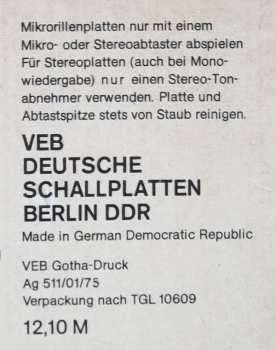 Mikrorillenplatten nur mit einem
Mikro- oder Stereoabtaster abspielen
Für Stereoplatten (auch bei Mono-
wiedergabe) nur einen Stereo-Ton-
abnehmer verwenden. Platte und
Abtastspitze stets von Staub reinigen.
VEB
DEUTSCHE
SCHALLPLATTEN
BERLIN DDR
Made in German Democratic Republic
VEB Gotha-Druck
Ag 511/01/75
Verpackung nach TGL 10609
12,10 M